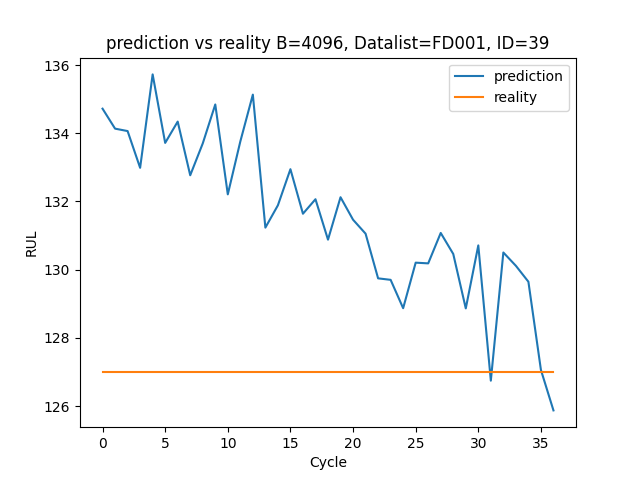 prediction vs reality B=4096, Datalist=FD001, ID=39
136
134
132
130
128
126
RUL
prediction
reality
0 5 10 15 20 25 30 35
Cycle